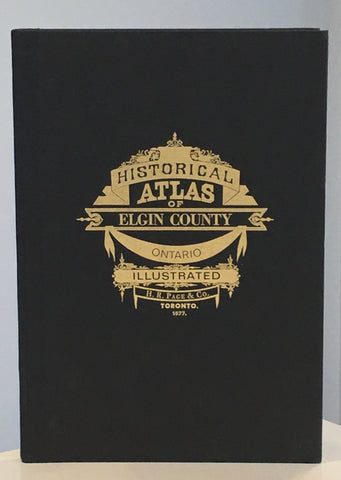 HISTORICAL
ATLAS
OF
ELGIN COUNTY
ONTARIO
ILLUSTRATED
H. R. PAGE & Co.
TORONTO.
1877.